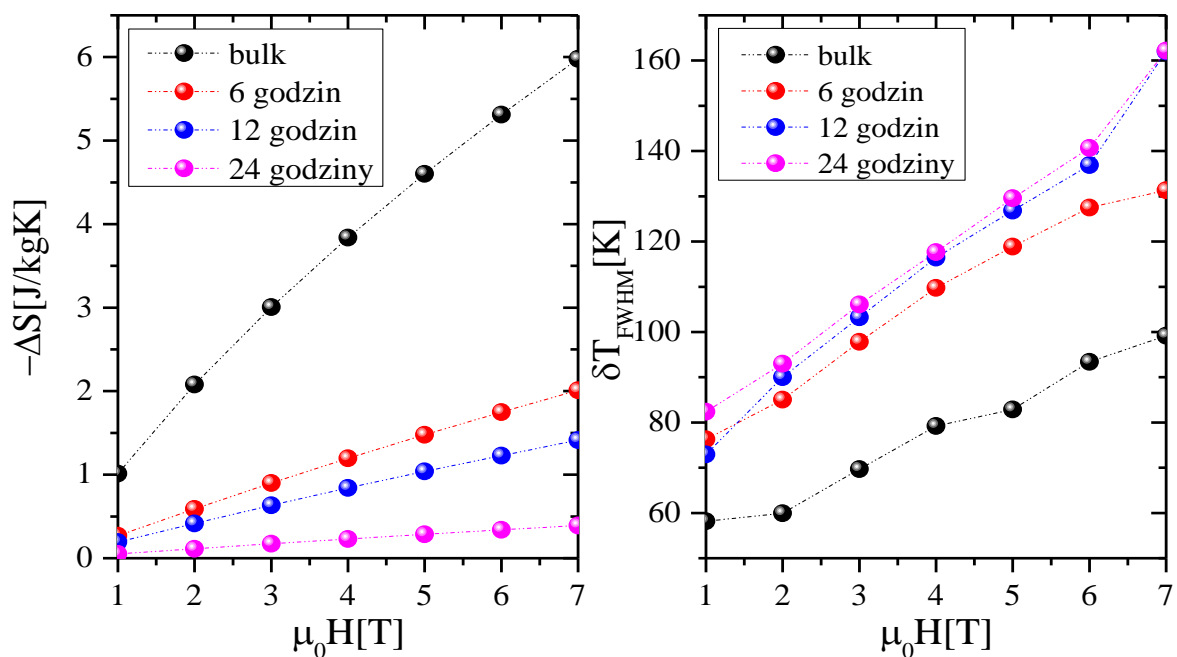 bulk
6 godzin
12 godzin
24 godziny
−ΔS[J/kgK]
6
5
4
3
2
1
0
1 2 3 4 5 6 7
μ₀H[T]
bulk
6 godzin
12 godzin
24 godziny
δT_FWHM[K]
160
140
120
100
80
60
1 2 3 4 5 6 7
μ₀H[T]